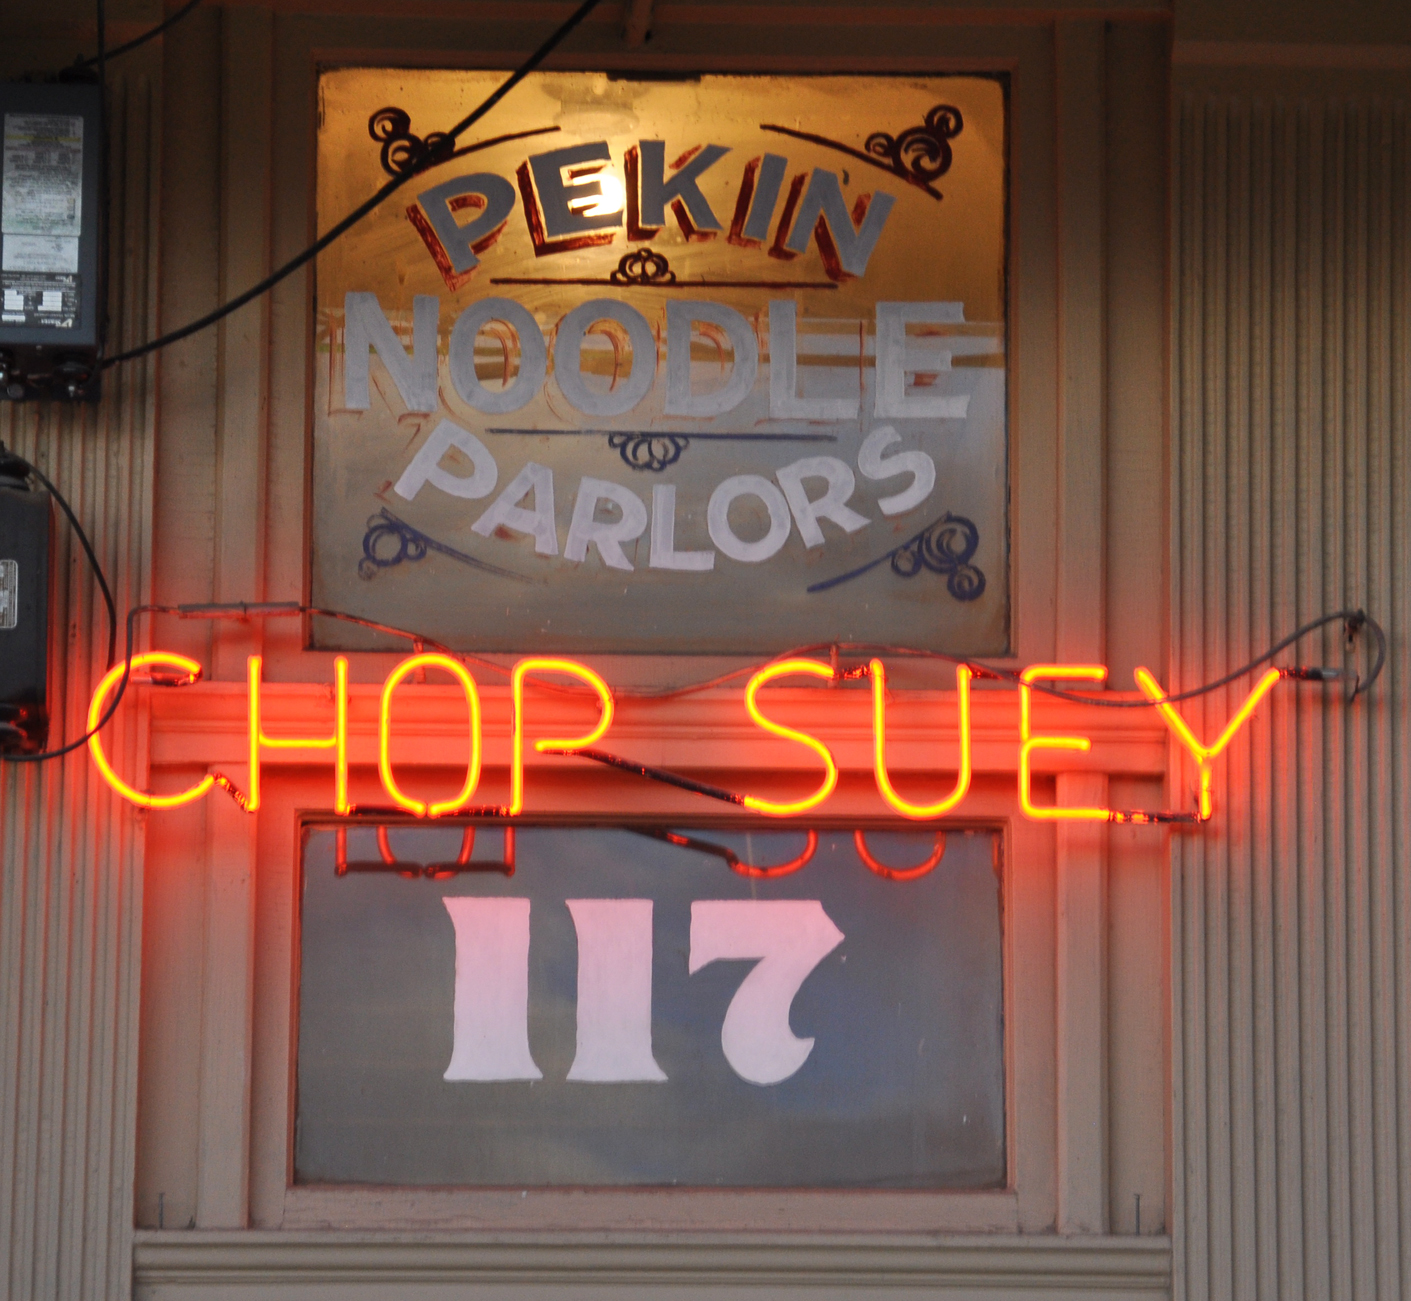 PEKIN
NOODLE
PARLORS
CHOP SUEY
117